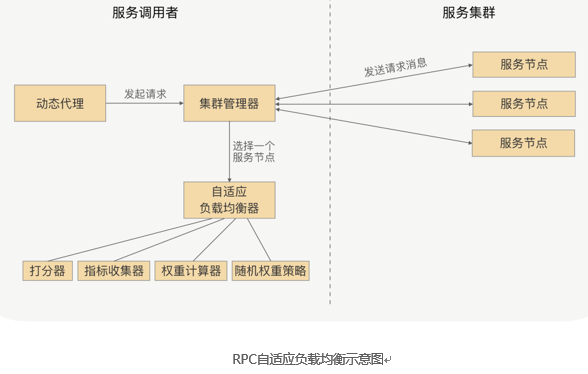 服务调用者
服务集群
发送请求消息
服务节点
动态代理
发起请求
集群管理器
服务节点
服务节点
选择一个
服务节点
自适应
负载均衡器
打分器
指标收集器
权重计算器
随机权重策略
RPC自适应负载均衡示意图↵